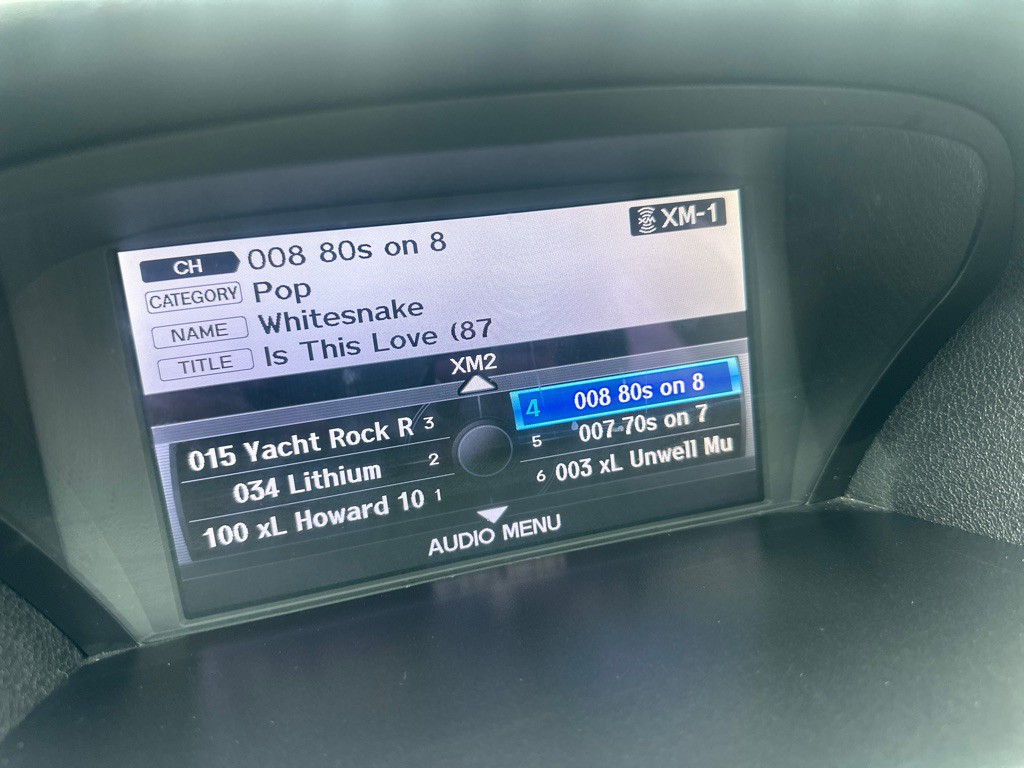 CH 008 80s on 8
XM XM-1
CATEGORY Pop
NAME Whitesnake
TITLE Is This Love (87
XM2
015 Yacht Rock R 3
034 Lithium 2
100 xL Howard 10 1
4 008 80s on 8
5 007 70s on 7
6 003 xL Unwell Mu
AUDIO MENU